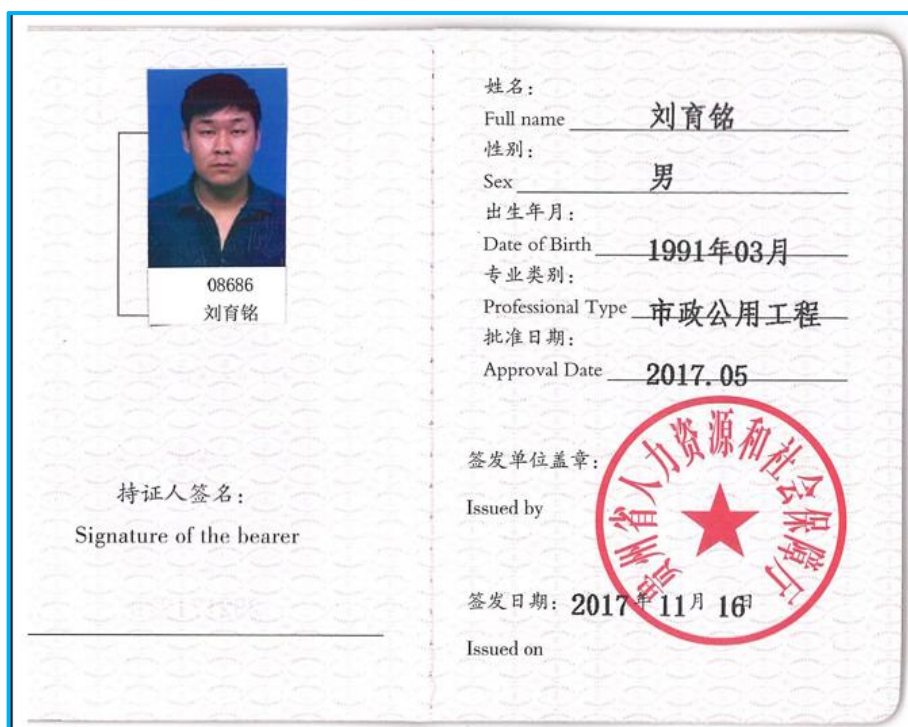 08686
刘育铭
持证人签名：
Signature of the bearer
姓名：
Full name 刘育铭
性别：
Sex 男
出生年月：
Date of Birth 1991年03月
专业类别：
Professional Type 市政公用工程
批准日期：
Approval Date 2017.05
签发单位盖章：
Issued by
贵州省人力资源和社会保障厅
签发日期：2017年11月16日
Issued on